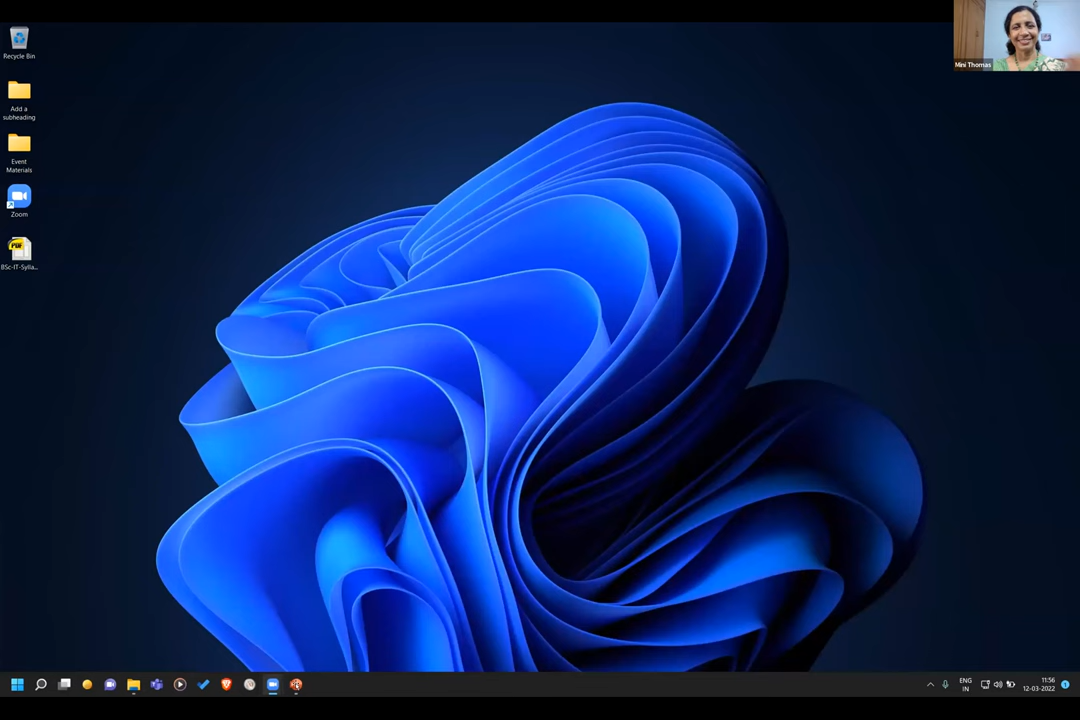 Recycle Bin
Mini Thomas
Add a
subheading
Event
Materials
Zoom
BSc-IT-Sylla...
ENG
IN
11:56
12-03-2022
1